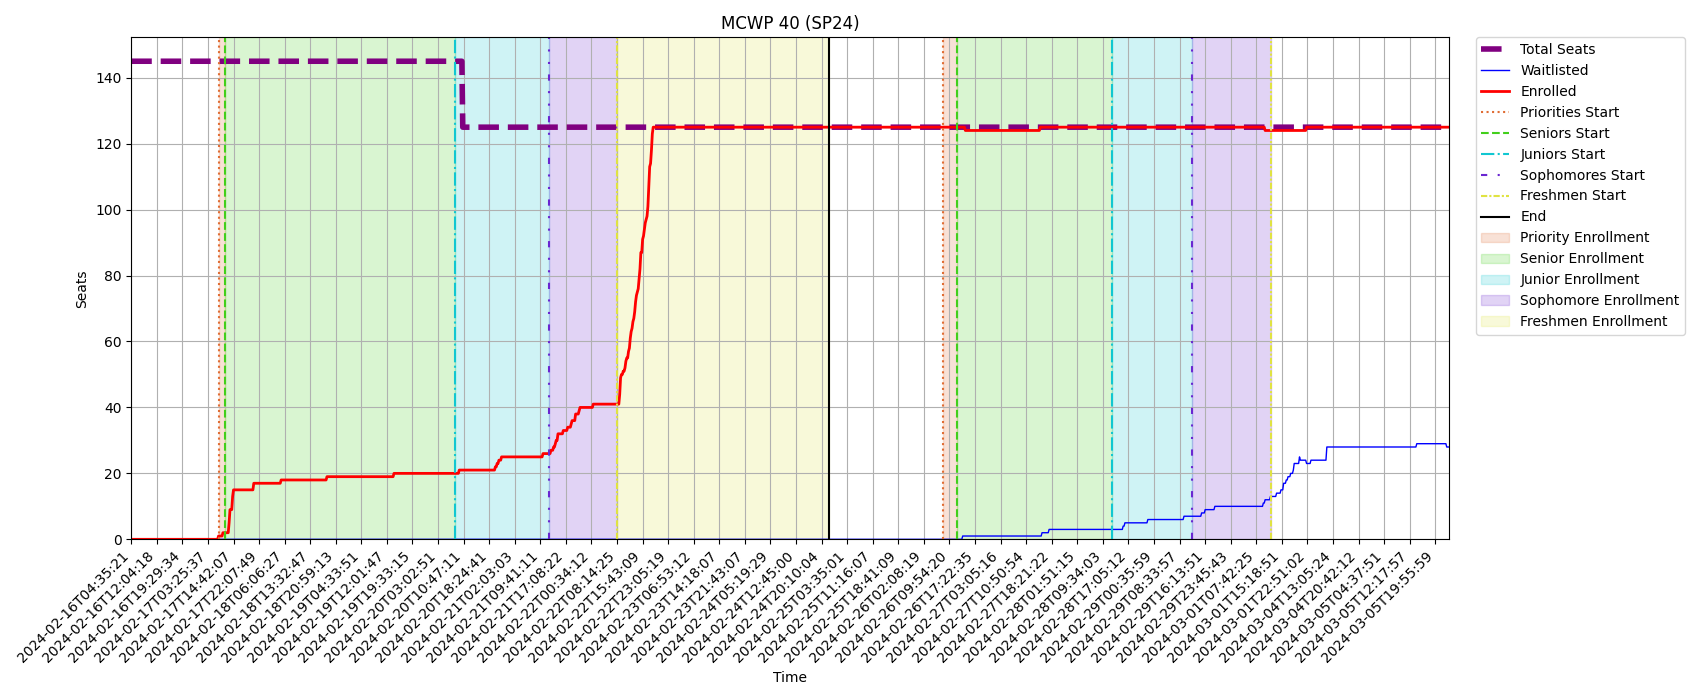 MCWP 40 (SP24)
140
120
100
80
60
40
20
0
Seats
2024-02-16T04:35:21
2024-02-16T12:04:18
2024-02-16T19:29:34
2024-02-17T03:25:37
2024-02-17T14:42:07
2024-02-17T22:07:49
2024-02-18T06:06:27
2024-02-18T13:32:47
2024-02-18T20:59:13
2024-02-19T04:33:51
2024-02-19T12:01:47
2024-02-19T19:33:15
2024-02-20T03:02:51
2024-02-20T10:47:11
2024-02-20T18:24:41
2024-02-21T02:03:03
2024-02-21T09:41:11
2024-02-21T17:08:22
2024-02-22T00:34:12
2024-02-22T08:14:25
2024-02-22T15:43:09
2024-02-22T23:05:19
2024-02-23T06:53:12
2024-02-23T14:18:07
2024-02-23T21:43:07
2024-02-24T05:19:29
2024-02-24T12:45:00
2024-02-24T20:10:04
2024-02-25T03:35:01
2024-02-25T11:16:07
2024-02-25T18:41:09
2024-02-26T02:08:19
2024-02-26T09:54:20
2024-02-26T17:22:35
2024-02-27T03:05:16
2024-02-27T10:50:54
2024-02-27T18:21:22
2024-02-28T01:51:15
2024-02-28T09:34:03
2024-02-28T17:05:12
2024-02-29T00:35:59
2024-02-29T08:33:57
2024-02-29T16:13:51
2024-02-29T23:45:43
2024-03-01T07:42:25
2024-03-01T15:18:51
2024-03-01T22:51:02
2024-03-04T13:05:24
2024-03-04T20:42:12
2024-03-05T04:37:51
2024-03-05T12:17:57
2024-03-05T19:55:59
Time
Total Seats
Waitlisted
Enrolled
Priorities Start
Seniors Start
Juniors Start
Sophomores Start
Freshmen Start
End
Priority Enrollment
Senior Enrollment
Junior Enrollment
Sophomore Enrollment
Freshmen Enrollment